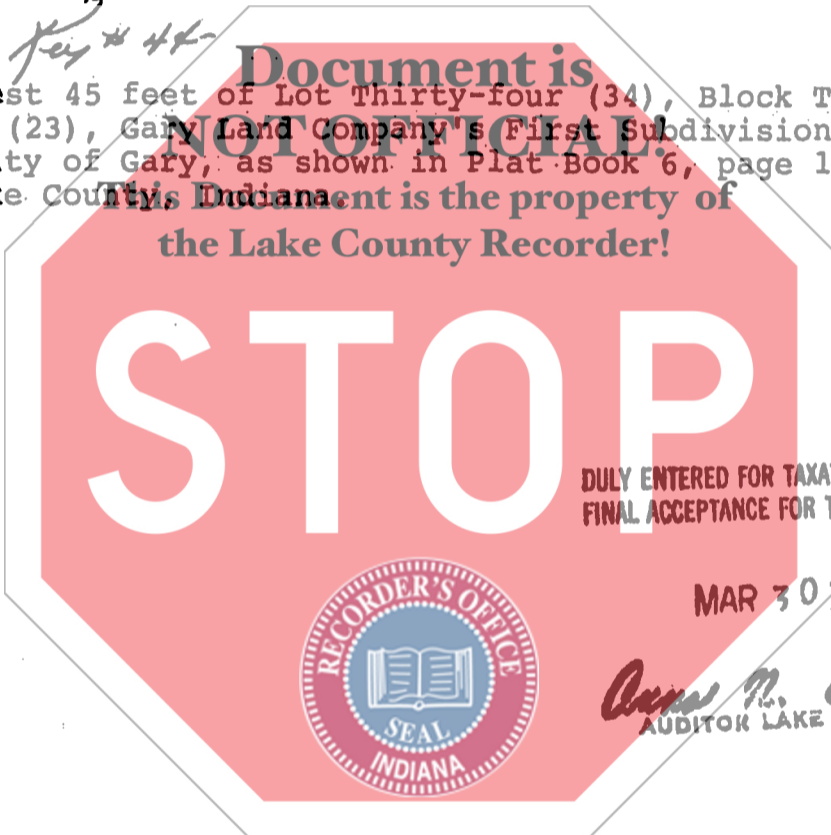 Key # 44-
Document is
est 45 feet of Lot Thirty-four (34), Block T
(23), Gary Land Company's First Subdivision
NOT OFFICIAL!
ty of Gary, as shown in Plat Book 6, page 1
e County, Indiana.
This Document is the property of
the Lake County Recorder!
STOP
DULY ENTERED FOR TAXA
FINAL ACCEPTANCE FOR T
MAR 30
AUDITOR LAKE
RECORDER'S OFFICE
SEAL
INDIANA